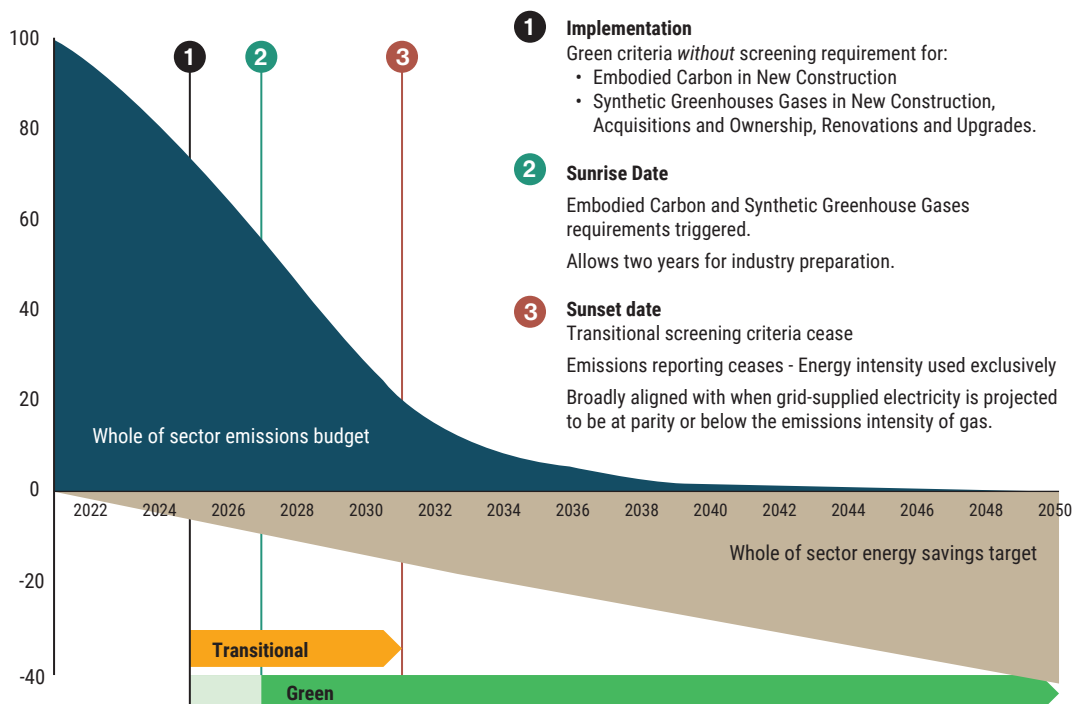 100
80
60
40
20
0
-20
-40
1
2
3
Whole of sector emissions budget
2022 2024 2026 2028 2030 2032 2034 2036 2038 2040 2042 2044 2046 2048 2050
Whole of sector energy savings target
Transitional
Green
1 Implementation
Green criteria without screening requirement for:
• Embodied Carbon in New Construction
• Synthetic Greenhouses Gases in New Construction,
Acquisitions and Ownership, Renovations and Upgrades.
2 Sunrise Date
Embodied Carbon and Synthetic Greenhouse Gases
requirements triggered.
Allows two years for industry preparation.
3 Sunset date
Transitional screening criteria cease
Emissions reporting ceases - Energy intensity used exclusively
Broadly aligned with when grid-supplied electricity is projected
to be at parity or below the emissions intensity of gas.